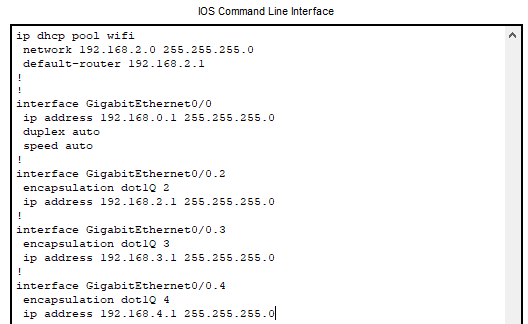 IOS Command Line Interface
ip dhcp pool wifi
 network 192.168.2.0 255.255.255.0
 default-router 192.168.2.1
!
!
interface GigabitEthernet0/0
 ip address 192.168.0.1 255.255.255.0
 duplex auto
 speed auto
!
interface GigabitEthernet0/0.2
 encapsulation dot1Q 2
 ip address 192.168.2.1 255.255.255.0
!
interface GigabitEthernet0/0.3
 encapsulation dot1Q 3
 ip address 192.168.3.1 255.255.255.0
!
interface GigabitEthernet0/0.4
 encapsulation dot1Q 4
 ip address 192.168.4.1 255.255.255.0